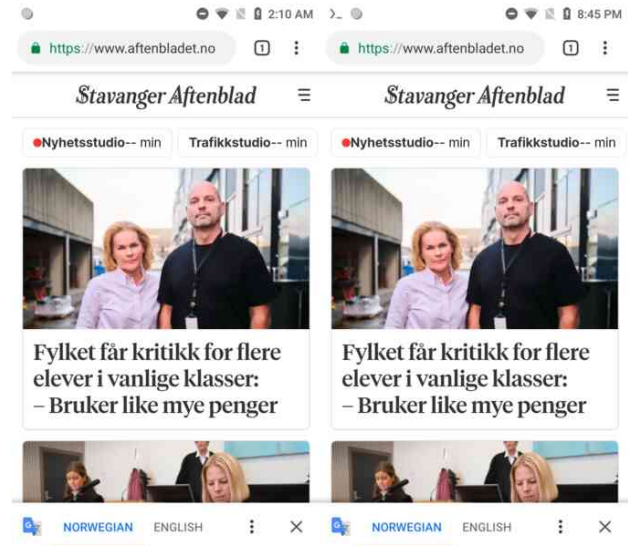 2:10 AM
https://www.aftenbladet.no
1
Stavanger Aftenblad
Nyhetsstudio-- min
Trafikkstudio-- min
Fylket får kritikk for flere
elever i vanlige klasser:
– Bruker like mye penger
NORWEGIAN
ENGLISH
>_
8:45 PM
https://www.aftenbladet.no
1
Stavanger Aftenblad
Nyhetsstudio-- min
Trafikkstudio-- min
Fylket får kritikk for flere
elever i vanlige klasser:
– Bruker like mye penger
NORWEGIAN
ENGLISH